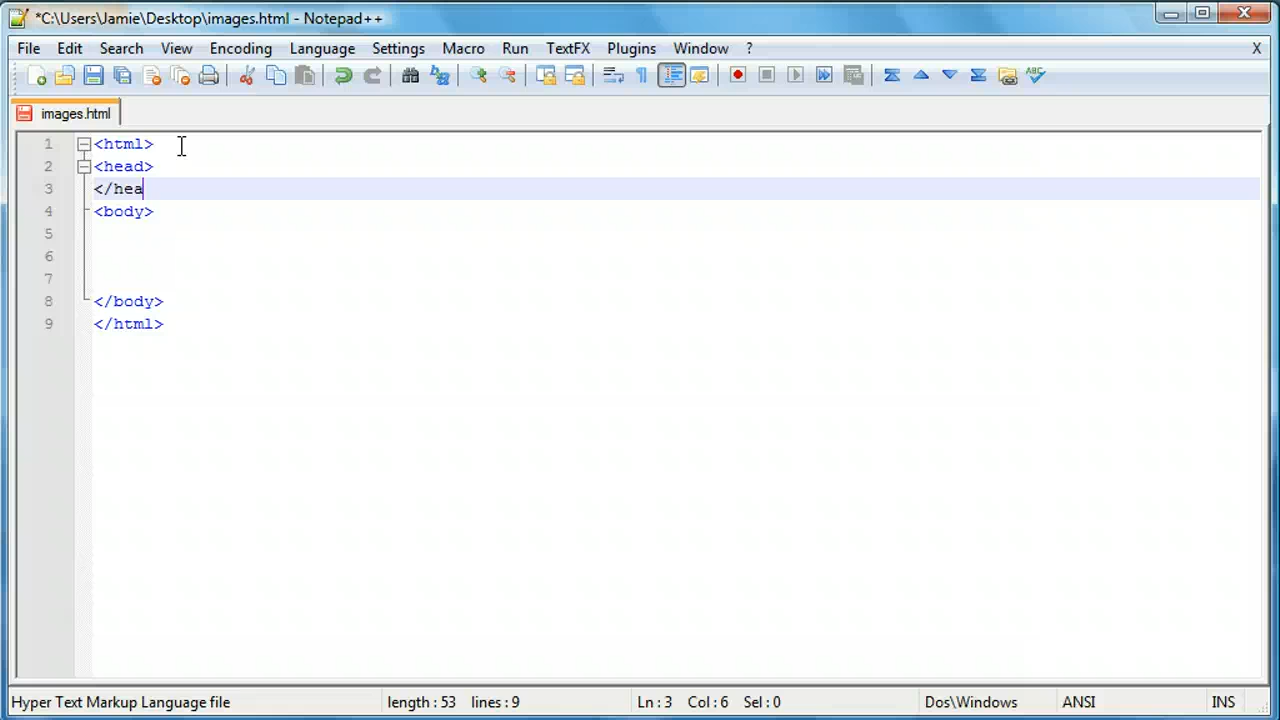 *C:\Users\Jamie\Desktop\images.html - Notepad++
File Edit Search View Encoding Language Settings Macro Run TextFX Plugins Window ? X
ABC
images.html
1 <html>
2 <head>
3 </hea
4 <body>
5
6
7
8 </body>
9 </html>
Hyper Text Markup Language file length : 53 lines : 9 Ln : 3 Col : 6 Sel : 0 Dos\Windows ANSI INS